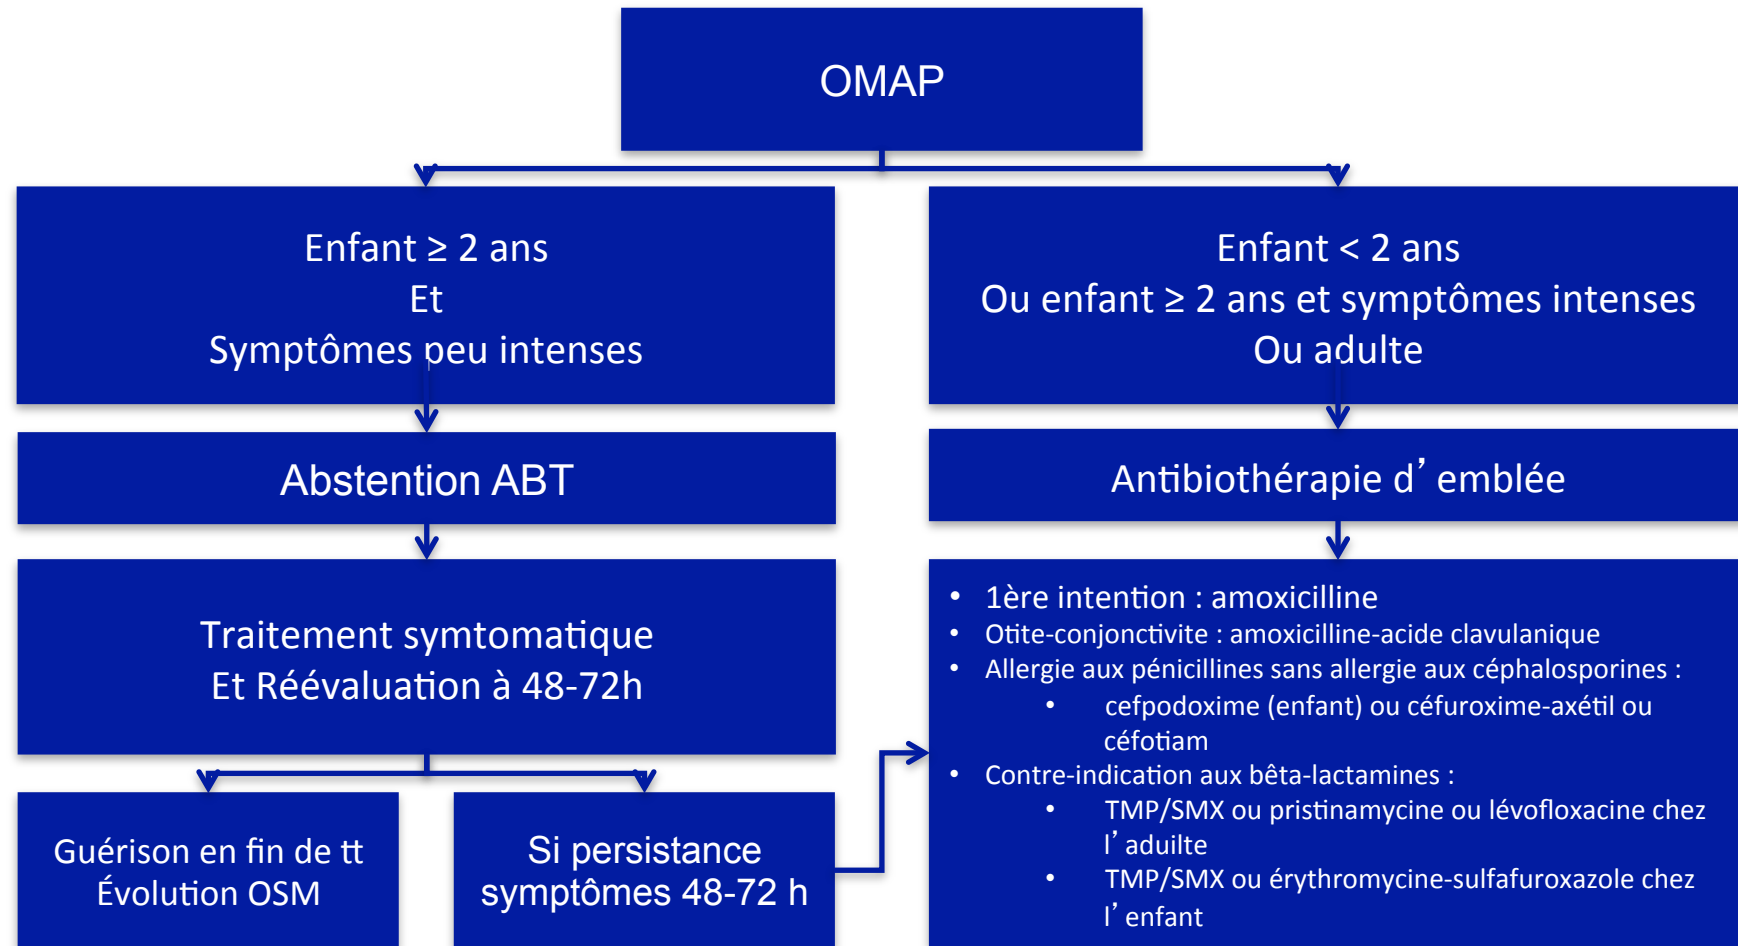 OMAP
Enfant ≥ 2 ans
Et
Symptômes peu intenses
Enfant < 2 ans
Ou enfant ≥ 2 ans et symptômes intenses
Ou adulte
Abstention ABT
Antibiothérapie d’ emblée
Traitement symtomatique
Et Réévaluation à 48-72h
• 1ère intention : amoxicilline
• Otite-conjonctivite : amoxicilline-acide clavulanique
• Allergie aux pénicillines sans allergie aux céphalosporines :
• cefpodoxime (enfant) ou céfuroxime-axétil ou
céfotiam
• Contre-indication aux bêta-lactamines :
• TMP/SMX ou pristinamycine ou lévofloxacine chez
l’ aduilte
• TMP/SMX ou érythromycine-sulfafuroxazole chez
l’ enfant
Guérison en fin de tt
Évolution OSM
Si persistance
symptômes 48-72 h